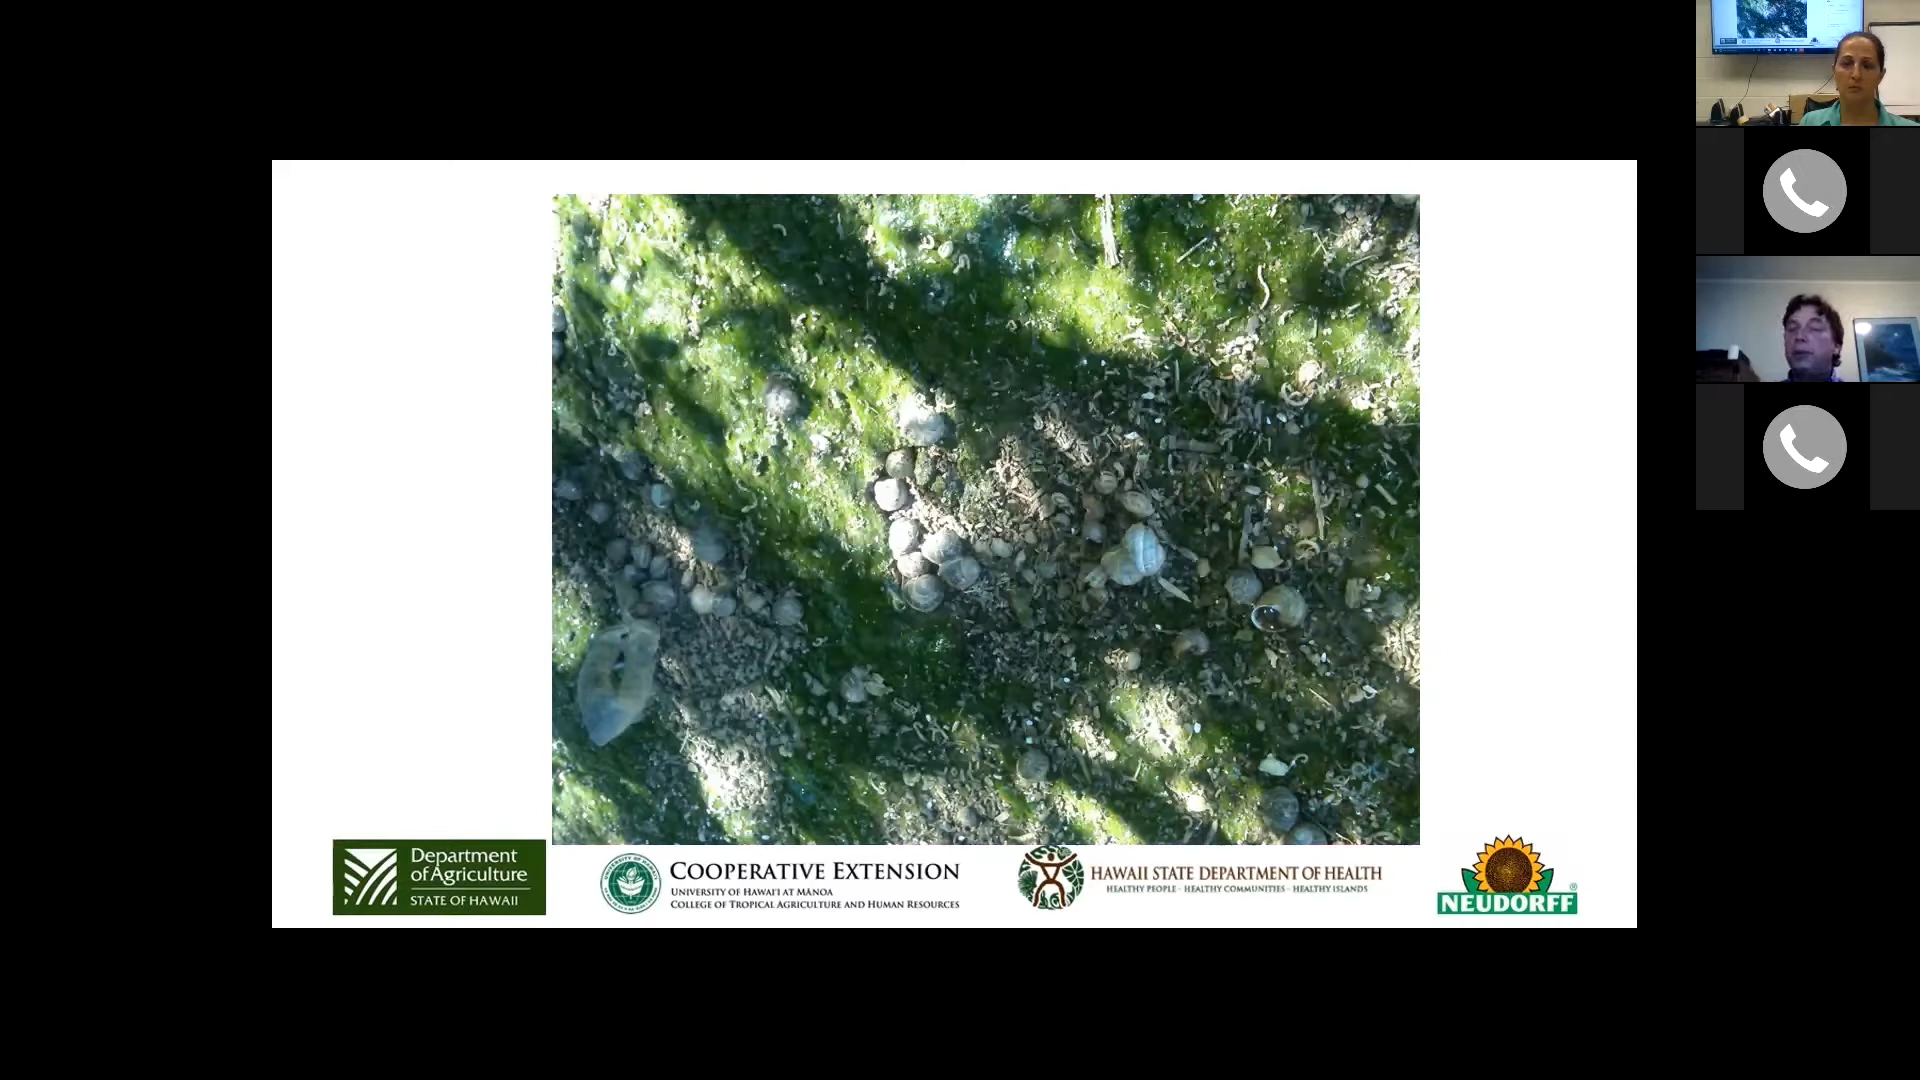 Department
of Agriculture
STATE OF HAWAII
COOPERATIVE EXTENSION
UNIVERSITY OF HAWAI‘I AT MĀNOA
COLLEGE OF TROPICAL AGRICULTURE AND HUMAN RESOURCES
HAWAII STATE DEPARTMENT OF HEALTH
HEALTHY PEOPLE - HEALTHY COMMUNITIES - HEALTHY ISLANDS
NEUDORFF®